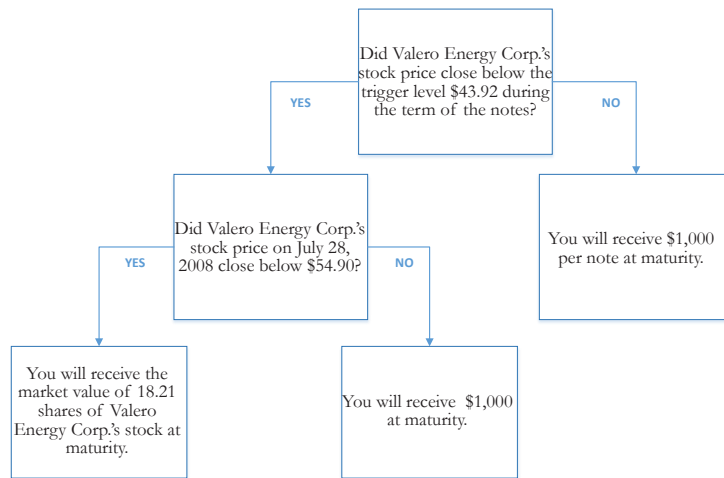 Did Valero Energy Corp.'s
stock price close below the
trigger level $43.92 during
the term of the notes?
YES
NO
Did Valero Energy Corp.'s
stock price on July 28,
2008 close below $54.90?
You will receive $1,000
per note at maturity.
YES
NO
You will receive the
market value of 18.21
shares of Valero
Energy Corp.'s stock at
maturity.
You will receive $1,000
at maturity.